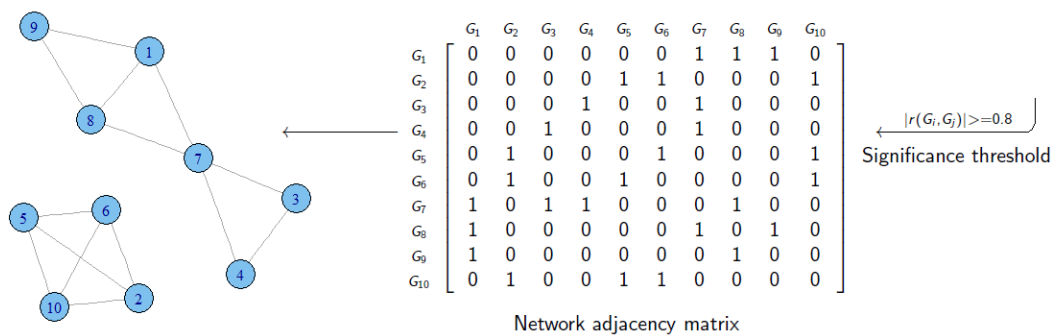 9
1
8
7
3
4
5
6
2
10
G1 G2 G3 G4 G5 G6 G7 G8 G9 G10
G1 0 0 0 0 0 0 1 1 1 0
G2 0 0 0 0 1 1 0 0 0 1
G3 0 0 0 1 0 0 1 0 0 0
G4 0 0 1 0 0 0 1 0 0 0
G5 0 1 0 0 0 1 0 0 0 1
G6 0 1 0 0 1 0 0 0 0 1
G7 1 0 1 1 0 0 0 1 0 0
G8 1 0 0 0 0 0 1 0 1 0
G9 1 0 0 0 0 0 0 1 0 0
G10 0 1 0 0 1 1 0 0 0 0
Network adjacency matrix
|r(Gi, Gj)|>=0.8
Significance threshold